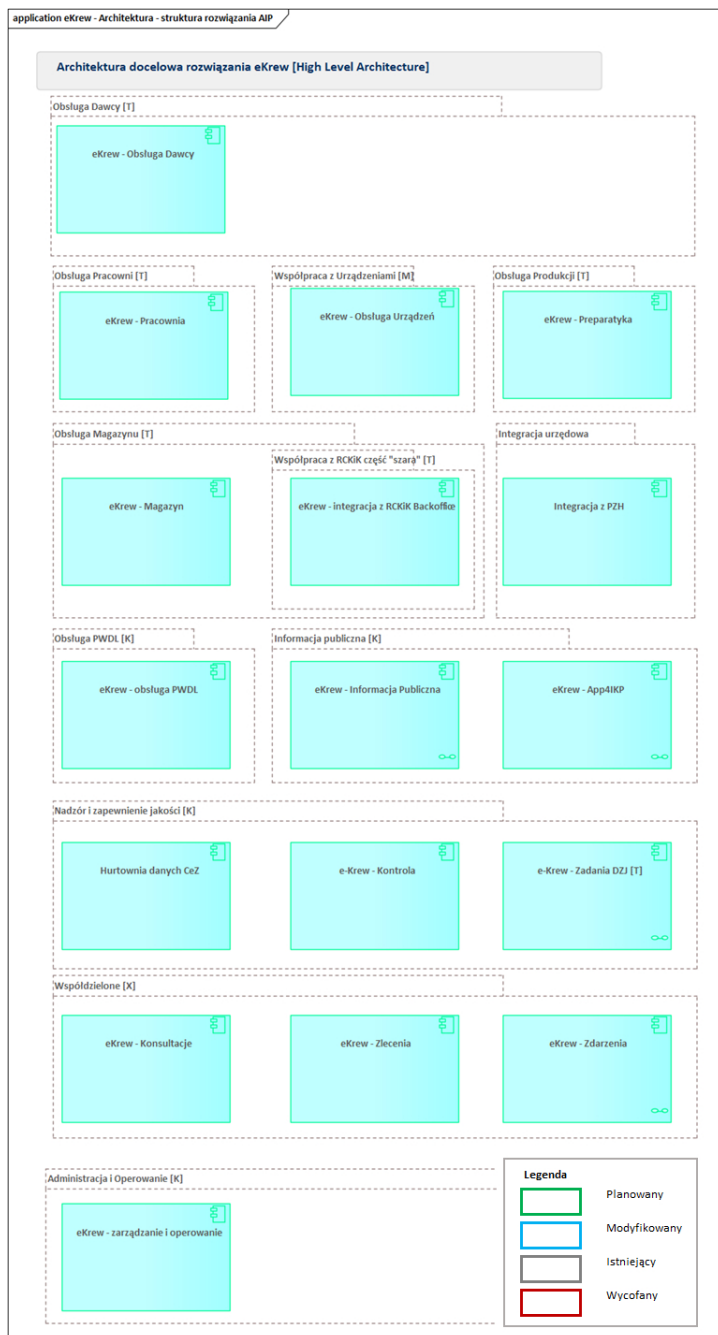 application eKrew - Architektura - struktura rozwiązania AIP
Architektura docelowa rozwiązania eKrew [High Level Architecture]
Obsługa Dawcy [T]
eKrew - Obsługa Dawcy
Obsługa Pracowni [T]
eKrew - Pracownia
Współpraca z Urządzeniami [M]
eKrew - Obsługa Urządzeń
Obsługa Produkcji [T]
eKrew - Preparatyka
Obsługa Magazynu [T]
eKrew - Magazyn
Współpraca z RCKiK część "szara" [T]
eKrew - integracja z RCKiK Backoffice
Integracja urzędowa
Integracja z PZH
Obsługa PWDL [K]
eKrew - obsługa PWDL
Informacja publiczna [K]
eKrew - Informacja Publiczna
eKrew - App4IKP
Nadzór i zapewnienie jakości [K]
Hurtownia danych CeZ
e-Krew - Kontrola
e-Krew - Zadania DZJ [T]
Współdzielone [X]
eKrew - Konsultacje
eKrew - Zlecenia
eKrew - Zdarzenia
Administracja i Operowanie [K]
eKrew - zarządzanie i operowanie
Legenda
Planowany
Modyfikowany
Istniejący
Wycofany